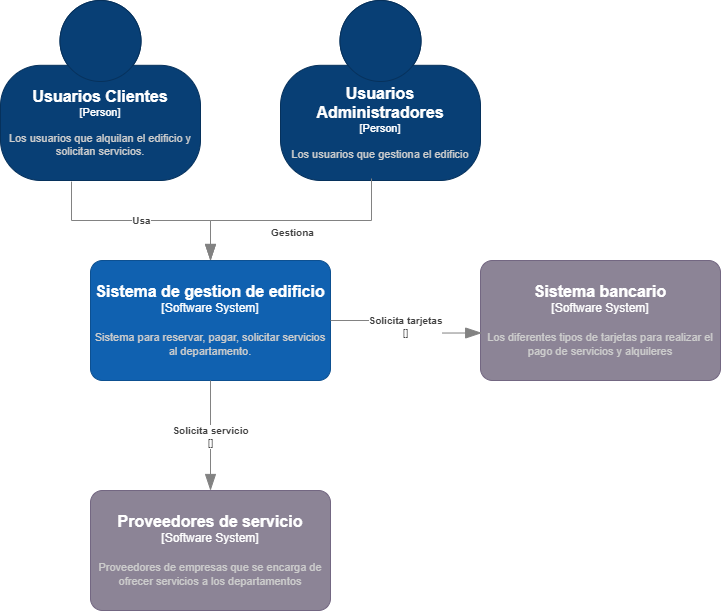 Usuarios Clientes
[Person]
Los usuarios que alquilan el edificio y
solicitan servicios.
Usuarios
Administradores
[Person]
Los usuarios que gestiona el edificio
Usa
Gestiona
Sistema de gestion de edificio
[Software System]
Sistema para reservar, pagar, solicitar servicios
al departamento.
Solicita tarjetas
[]
Sistema bancario
[Software System]
Los diferentes tipos de tarjetas para realizar el
pago de servicios y alquileres
Solicita servicio
[]
Proveedores de servicio
[Software System]
Proveedores de empresas que se encarga de
ofrecer servicios a los departamentos